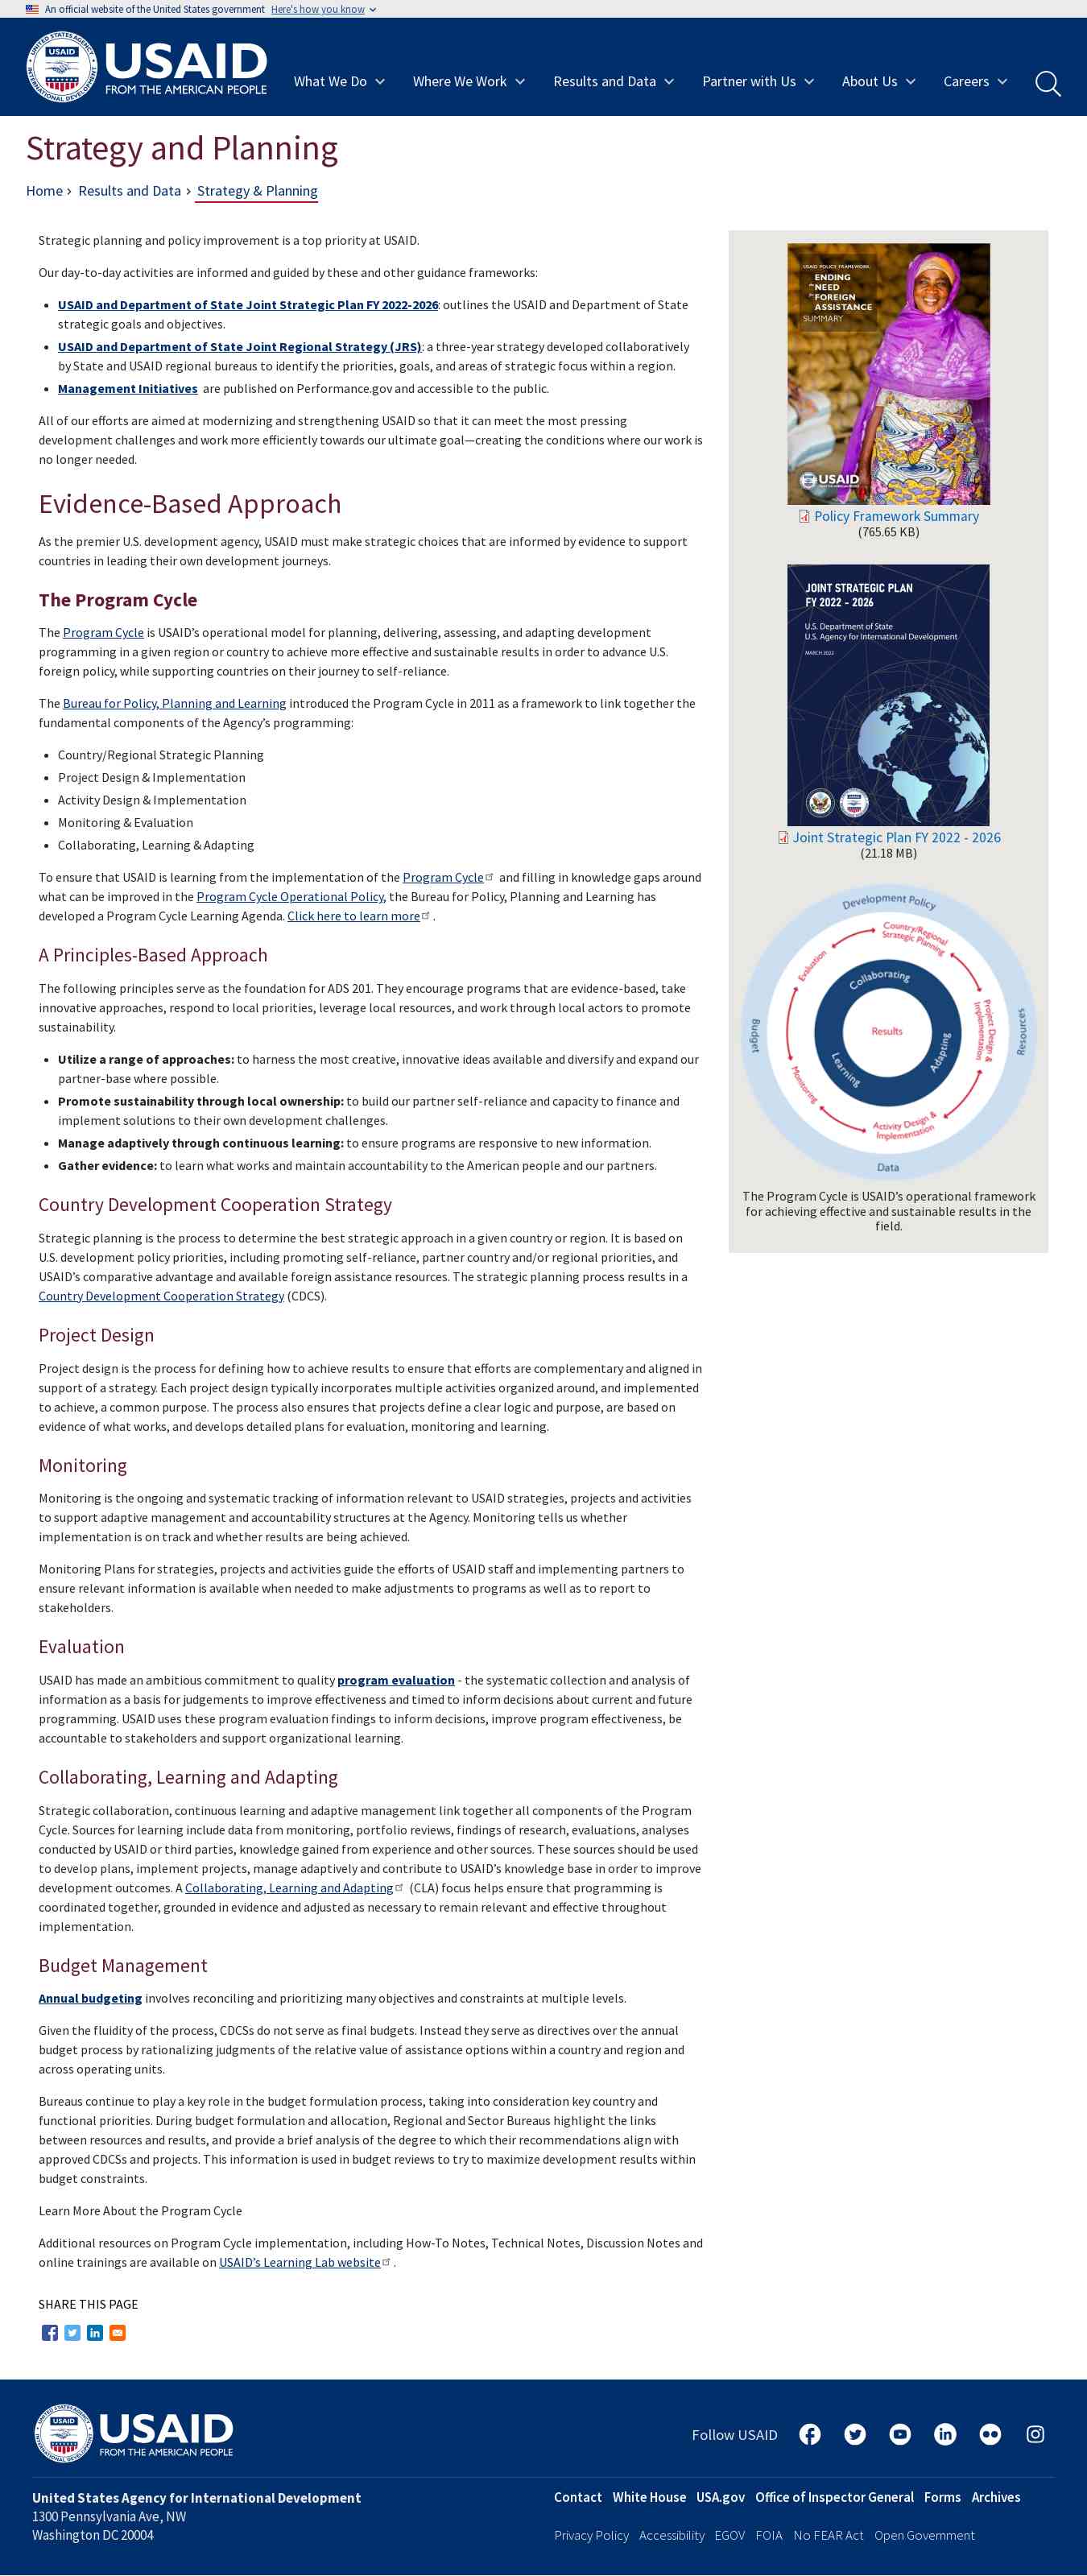 An official website of the United States government Here's how you know
USAID
FROM THE AMERICAN PEOPLE
What We Do
Where We Work
Results and Data
Partner with Us
About Us
Careers
Strategy and Planning
Home › Results and Data › Strategy & Planning
Strategic planning and policy improvement is a top priority at USAID.
Our day-to-day activities are informed and guided by these and other guidance frameworks:
• USAID and Department of State Joint Strategic Plan FY 2022-2026: outlines the USAID and Department of State
strategic goals and objectives.
• USAID and Department of State Joint Regional Strategy (JRS): a three-year strategy developed collaboratively
by State and USAID regional bureaus to identify the priorities, goals, and areas of strategic focus within a region.
• Management Initiatives are published on Performance.gov and accessible to the public.
All of our efforts are aimed at modernizing and strengthening USAID so that it can meet the most pressing
development challenges and work more efficiently towards our ultimate goal—creating the conditions where our work is
no longer needed.
Evidence-Based Approach
As the premier U.S. development agency, USAID must make strategic choices that are informed by evidence to support
countries in leading their own development journeys.
The Program Cycle
The Program Cycle is USAID’s operational model for planning, delivering, assessing, and adapting development
programming in a given region or country to achieve more effective and sustainable results in order to advance U.S.
foreign policy, while supporting countries on their journey to self-reliance.
The Bureau for Policy, Planning and Learning introduced the Program Cycle in 2011 as a framework to link together the
fundamental components of the Agency’s programming:
• Country/Regional Strategic Planning
• Project Design & Implementation
• Activity Design & Implementation
• Monitoring & Evaluation
• Collaborating, Learning & Adapting
To ensure that USAID is learning from the implementation of the Program Cycle and filling in knowledge gaps around
what can be improved in the Program Cycle Operational Policy, the Bureau for Policy, Planning and Learning has
developed a Program Cycle Learning Agenda. Click here to learn more .
A Principles-Based Approach
The following principles serve as the foundation for ADS 201. They encourage programs that are evidence-based, take
innovative approaches, respond to local priorities, leverage local resources, and work through local actors to promote
sustainability.
• Utilize a range of approaches: to harness the most creative, innovative ideas available and diversify and expand our
partner-base where possible.
• Promote sustainability through local ownership: to build our partner self-reliance and capacity to finance and
implement solutions to their own development challenges.
• Manage adaptively through continuous learning: to ensure programs are responsive to new information.
• Gather evidence: to learn what works and maintain accountability to the American people and our partners.
Country Development Cooperation Strategy
Strategic planning is the process to determine the best strategic approach in a given country or region. It is based on
U.S. development policy priorities, including promoting self-reliance, partner country and/or regional priorities, and
USAID’s comparative advantage and available foreign assistance resources. The strategic planning process results in a
Country Development Cooperation Strategy (CDCS).
Project Design
Project design is the process for defining how to achieve results to ensure that efforts are complementary and aligned in
support of a strategy. Each project design typically incorporates multiple activities organized around, and implemented
to achieve, a common purpose. The process also ensures that projects define a clear logic and purpose, are based on
evidence of what works, and develops detailed plans for evaluation, monitoring and learning.
Monitoring
Monitoring is the ongoing and systematic tracking of information relevant to USAID strategies, projects and activities
to support adaptive management and accountability structures at the Agency. Monitoring tells us whether
implementation is on track and whether results are being achieved.
Monitoring Plans for strategies, projects and activities guide the efforts of USAID staff and implementing partners to
ensure relevant information is available when needed to make adjustments to programs as well as to report to
stakeholders.
Evaluation
USAID has made an ambitious commitment to quality program evaluation - the systematic collection and analysis of
information as a basis for judgements to improve effectiveness and timed to inform decisions about current and future
programming. USAID uses these program evaluation findings to inform decisions, improve program effectiveness, be
accountable to stakeholders and support organizational learning.
Collaborating, Learning and Adapting
Strategic collaboration, continuous learning and adaptive management link together all components of the Program
Cycle. Sources for learning include data from monitoring, portfolio reviews, findings of research, evaluations, analyses
conducted by USAID or third parties, knowledge gained from experience and other sources. These sources should be used
to develop plans, implement projects, manage adaptively and contribute to USAID’s knowledge base in order to improve
development outcomes. A Collaborating, Learning and Adapting (CLA) focus helps ensure that programming is
coordinated together, grounded in evidence and adjusted as necessary to remain relevant and effective throughout
implementation.
Budget Management
Annual budgeting involves reconciling and prioritizing many objectives and constraints at multiple levels.
Given the fluidity of the process, CDCSs do not serve as final budgets. Instead they serve as directives over the annual
budget process by rationalizing judgments of the relative value of assistance options within a country and region and
across operating units.
Bureaus continue to play a key role in the budget formulation process, taking into consideration key country and
functional priorities. During budget formulation and allocation, Regional and Sector Bureaus highlight the links
between resources and results, and provide a brief analysis of the degree to which their recommendations align with
approved CDCSs and projects. This information is used in budget reviews to try to maximize development results within
budget constraints.
Learn More About the Program Cycle
Additional resources on Program Cycle implementation, including How-To Notes, Technical Notes, Discussion Notes and
online trainings are available on USAID’s Learning Lab website .
SHARE THIS PAGE
USAID POLICY FRAMEWORK
ENDING
the NEED
for FOREIGN
ASSISTANCE
SUMMARY
USAID
Policy Framework Summary
(765.65 KB)
JOINT STRATEGIC PLAN
FY 2022 - 2026
U.S. Department of State
U.S. Agency for International Development
MARCH 2022
Joint Strategic Plan FY 2022 - 2026
(21.18 MB)
Development Policy
Country/Regional
Strategic Planning
Evaluation
Collaborating
Budget
Results
Project Design &
Implementation
Resources
Learning
Adapting
Monitoring
Activity Design &
Implementation
Data
The Program Cycle is USAID’s operational framework
for achieving effective and sustainable results in the
field.
USAID
FROM THE AMERICAN PEOPLE
Follow USAID
United States Agency for International Development
1300 Pennsylvania Ave, NW
Washington DC 20004
Contact White House USA.gov Office of Inspector General Forms Archives
Privacy Policy Accessibility EGOV FOIA No FEAR Act Open Government